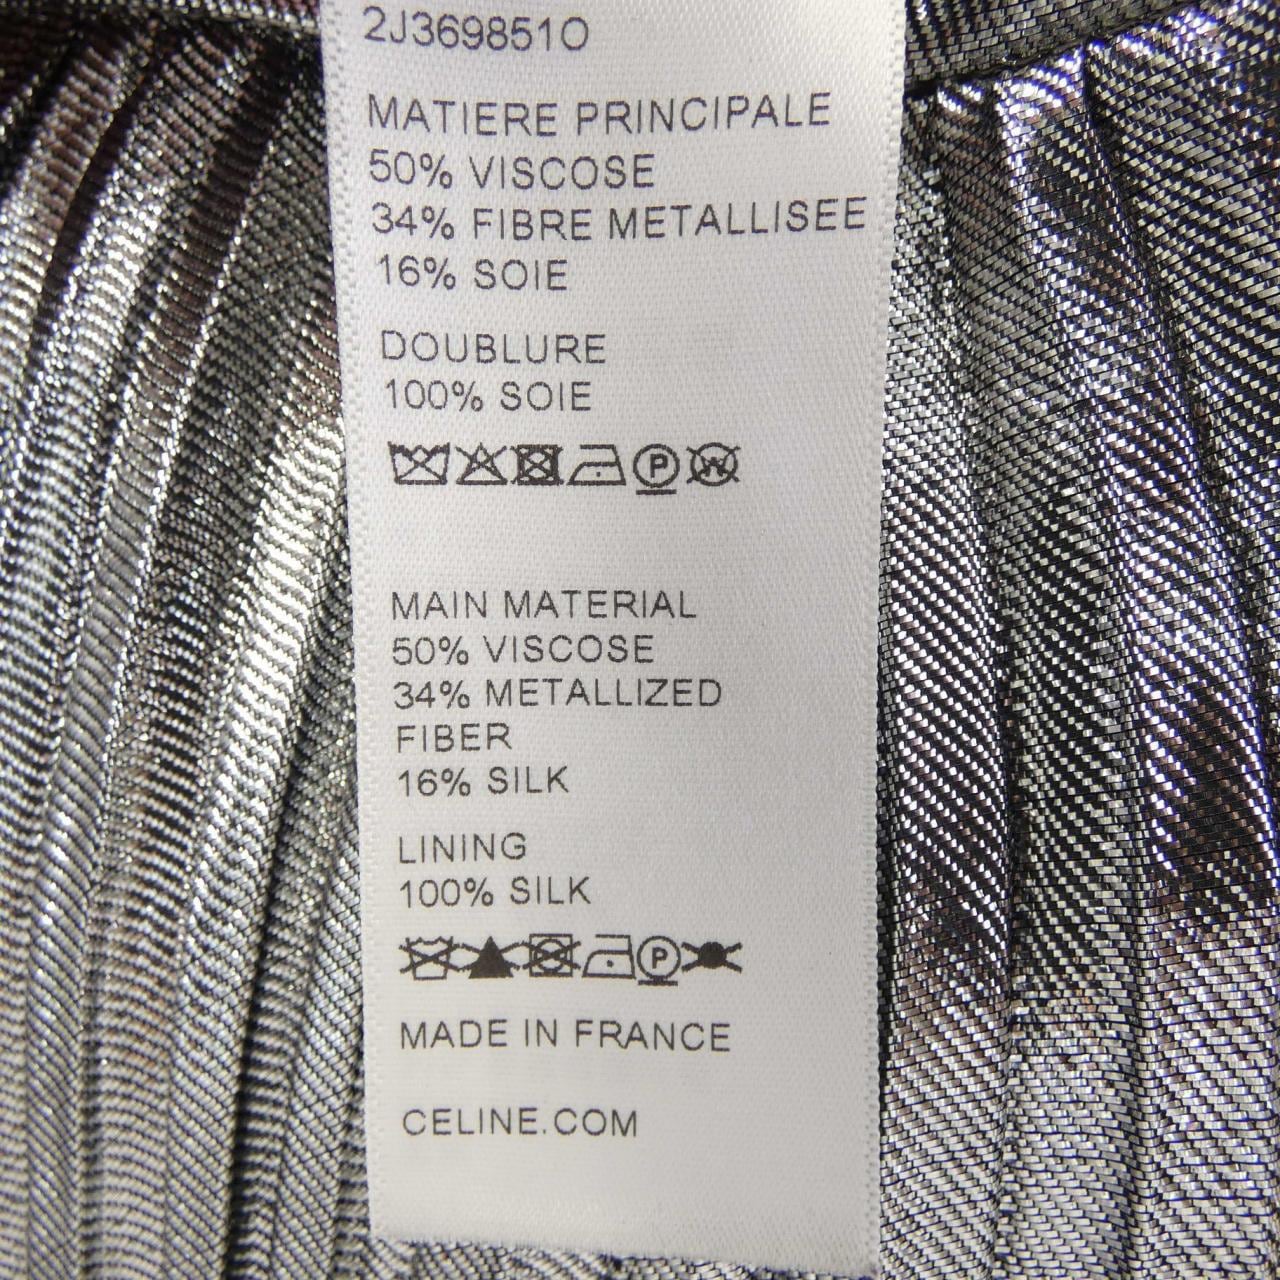 2J369851O
MATIERE PRINCIPALE
50% VISCOSE
34% FIBRE METALLISEE
16% SOIE
DOUBLURE
100% SOIE
P W
MAIN MATERIAL
50% VISCOSE
34% METALLIZED
FIBER
16% SILK
LINING
100% SILK
P
MADE IN FRANCE
CELINE.COM